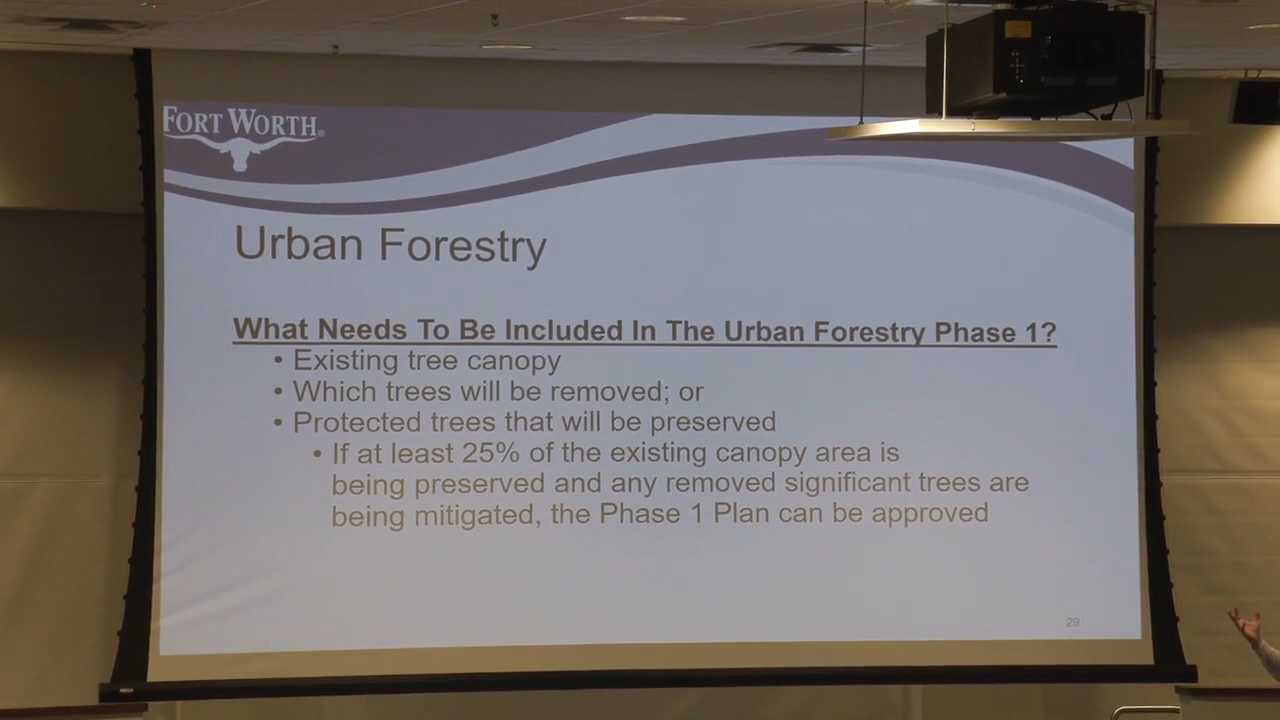 FORT WORTH®
Urban Forestry
What Needs To Be Included In The Urban Forestry Phase 1?
• Existing tree canopy
• Which trees will be removed; or
• Protected trees that will be preserved
• If at least 25% of the existing canopy area is
being preserved and any removed significant trees are
being mitigated, the Phase 1 Plan can be approved
29